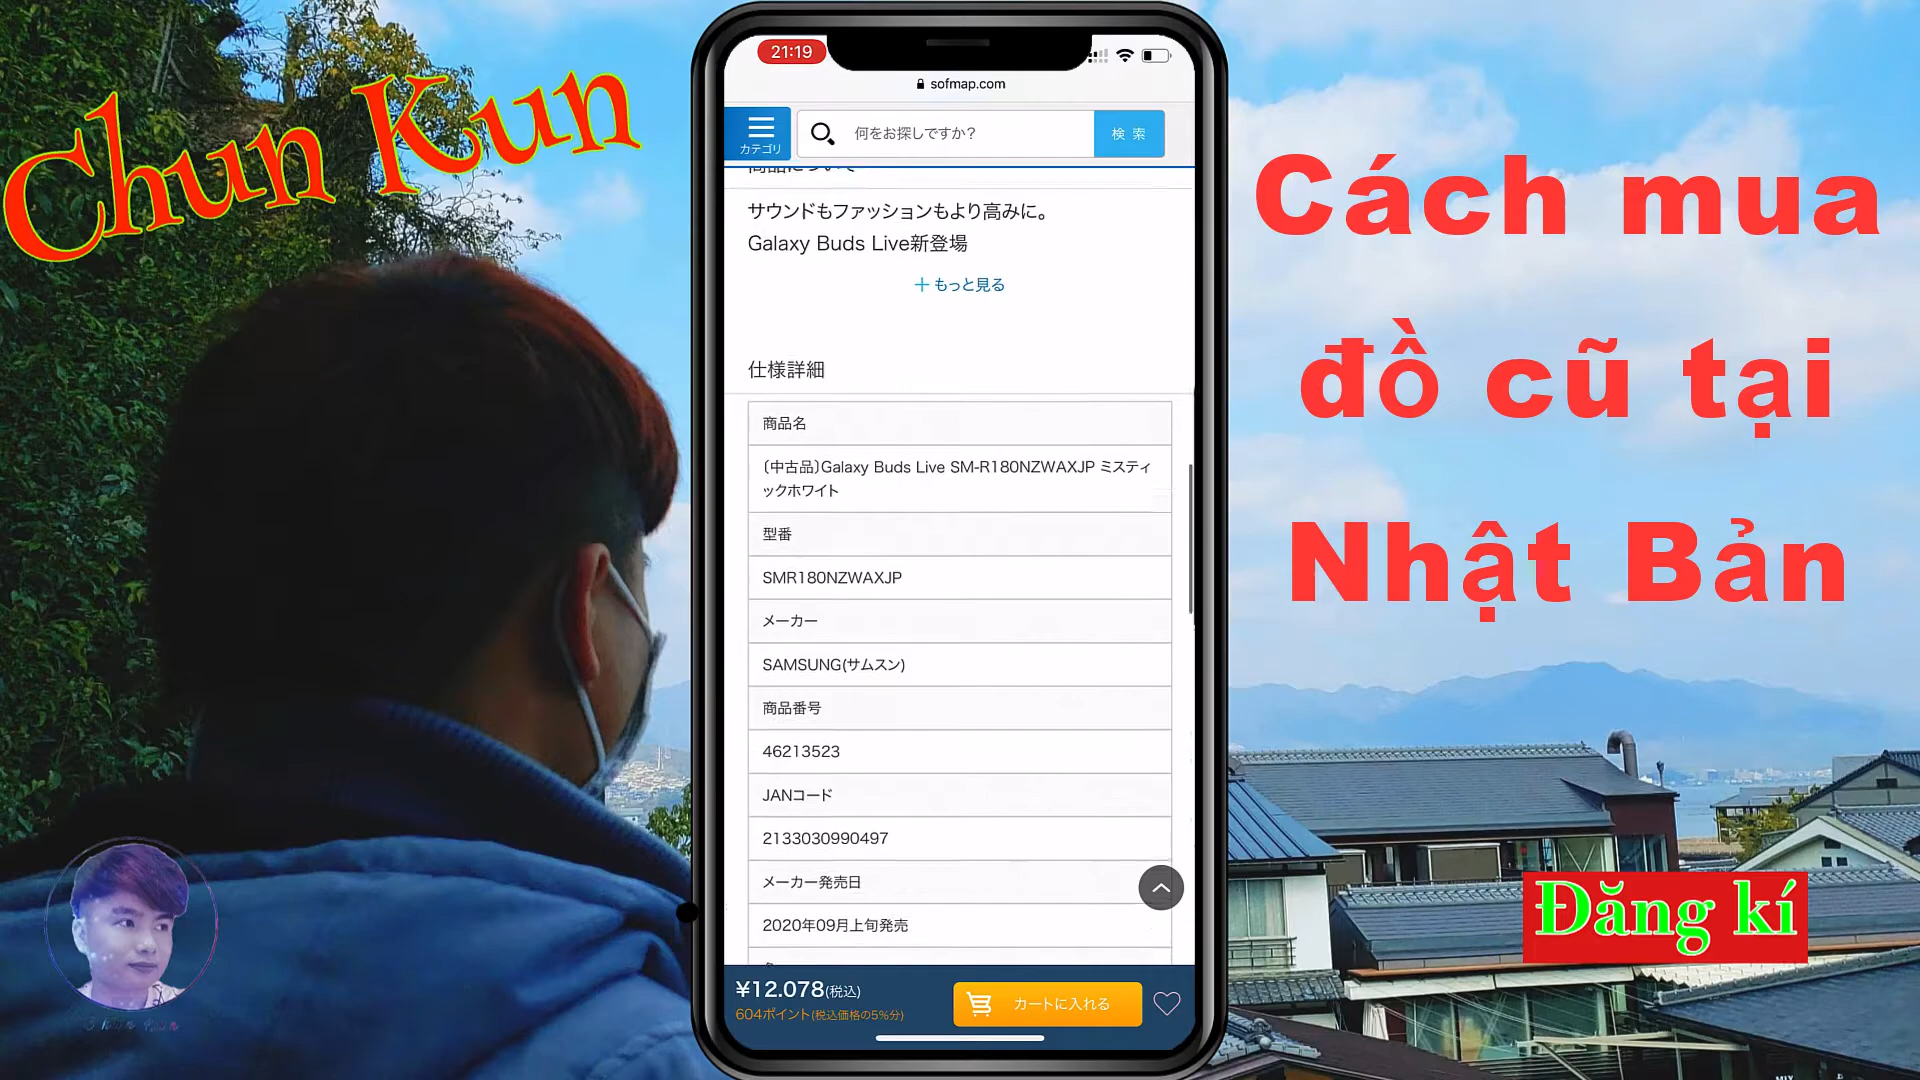 Chun Kun
21:19
sofmap.com
カテゴリ
何をお探しですか?
検 索
商品について
サウンドもファッションもより高みに。
Galaxy Buds Live新登場
＋もっと見る
仕様詳細
商品名
〔中古品〕Galaxy Buds Live SM-R180NZWAXJP ミスティ
ックホワイト
型番
SMR180NZWAXJP
メーカー
SAMSUNG(サムスン)
商品番号
46213523
JANコード
2133030990497
メーカー発売日
2020年09月上旬発売
¥12.078(税込)
604ポイント(税込価格の5%分)
カートに入れる
Cách mua
đồ cũ tại
Nhật Bản
Đăng kí